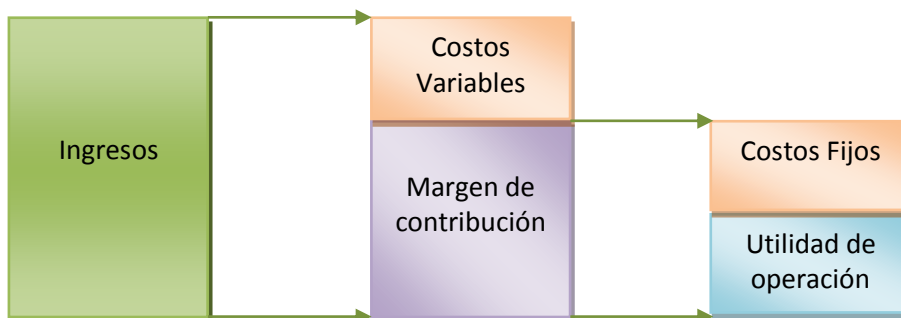 Ingresos
Costos
Variables
Margen de
contribución
Costos Fijos
Utilidad de
operación